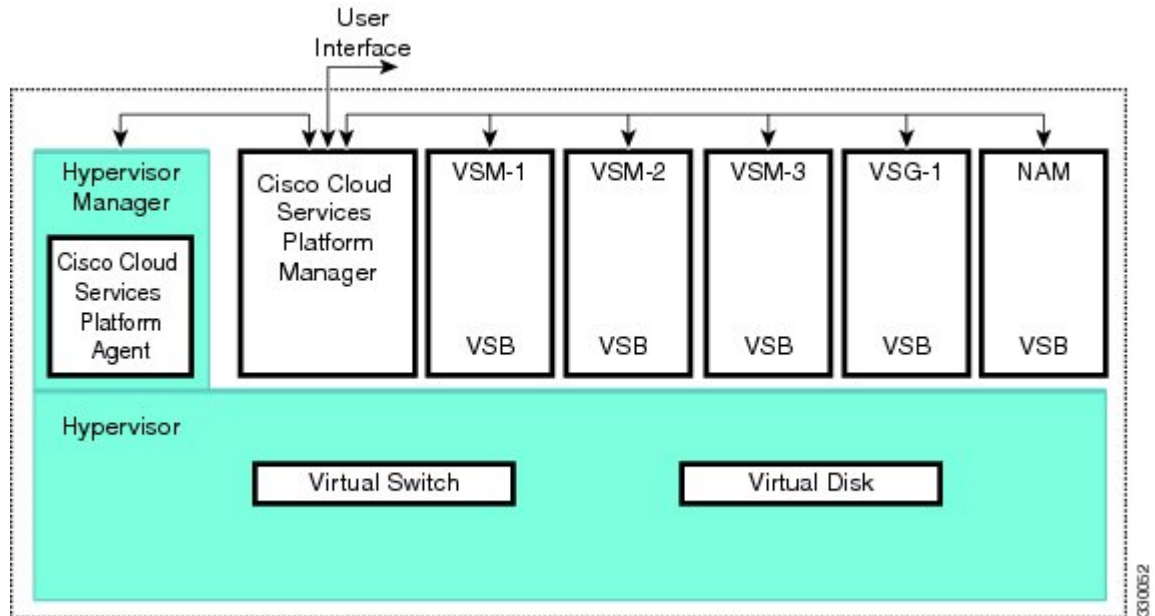 User
Interface
Hypervisor
Manager
Cisco Cloud
Services
Platform
Agent
Cisco Cloud
Services
Platform
Manager
VSM-1
VSB
VSM-2
VSB
VSM-3
VSB
VSG-1
VSB
NAM
VSB
Hypervisor
Virtual Switch
Virtual Disk
330052